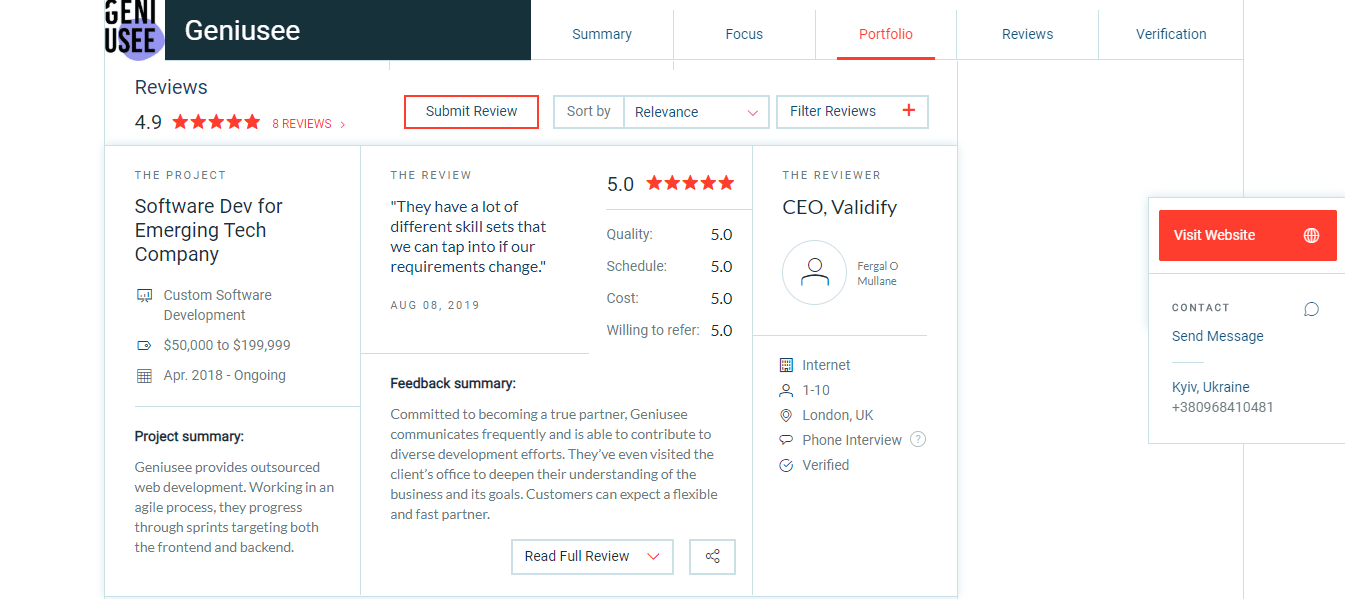 GENI
USEE
Geniusee
Summary
Focus
Portfolio
Reviews
Verification
Reviews
4.9
8 REVIEWS
Submit Review
Sort by
Relevance
Filter Reviews
+
THE PROJECT
Software Dev for
Emerging Tech
Company
Custom Software
Development
$50,000 to $199,999
Apr. 2018 - Ongoing
Project summary:
Geniusee provides outsourced
web development. Working in an
agile process, they progress
through sprints targeting both
the frontend and backend.
THE REVIEW
"They have a lot of
different skill sets that
we can tap into if our
requirements change."
AUG 08, 2019
5.0
Quality: 5.0
Schedule: 5.0
Cost: 5.0
Willing to refer: 5.0
Feedback summary:
Committed to becoming a true partner, Geniusee
communicates frequently and is able to contribute to
diverse development efforts. They've even visited the
client's office to deepen their understanding of the
business and its goals. Customers can expect a flexible
and fast partner.
Read Full Review
THE REVIEWER
CEO, Validify
Fergal O
Mullane
Internet
1-10
London, UK
Phone Interview ?
Verified
Visit Website
CONTACT
Send Message
Kyiv, Ukraine
+380968410481